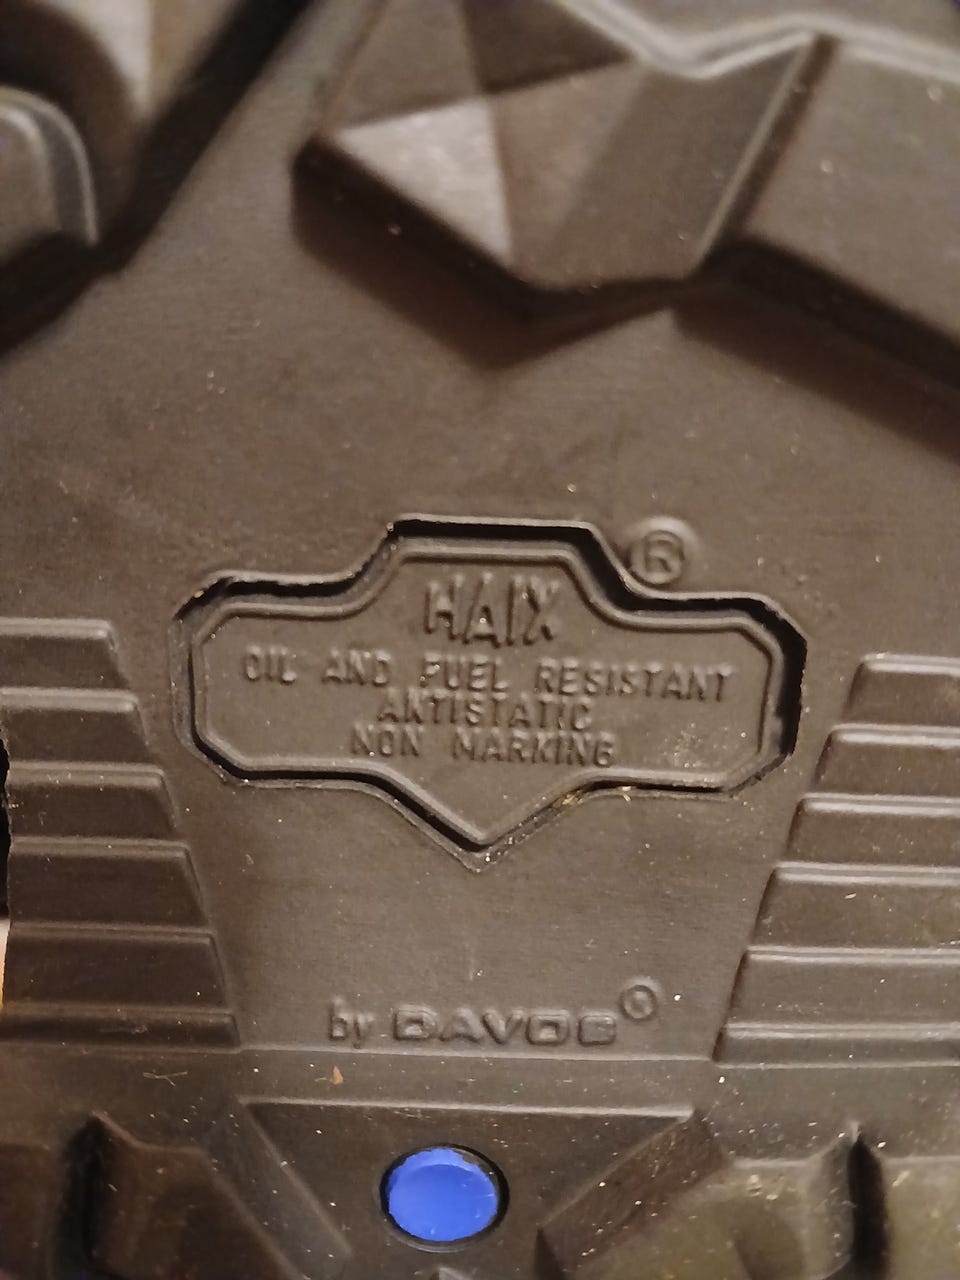 ®
HAIX
OIL AND FUEL RESISTANT
ANTISTATIC
NON MARKING
by DAVOS®